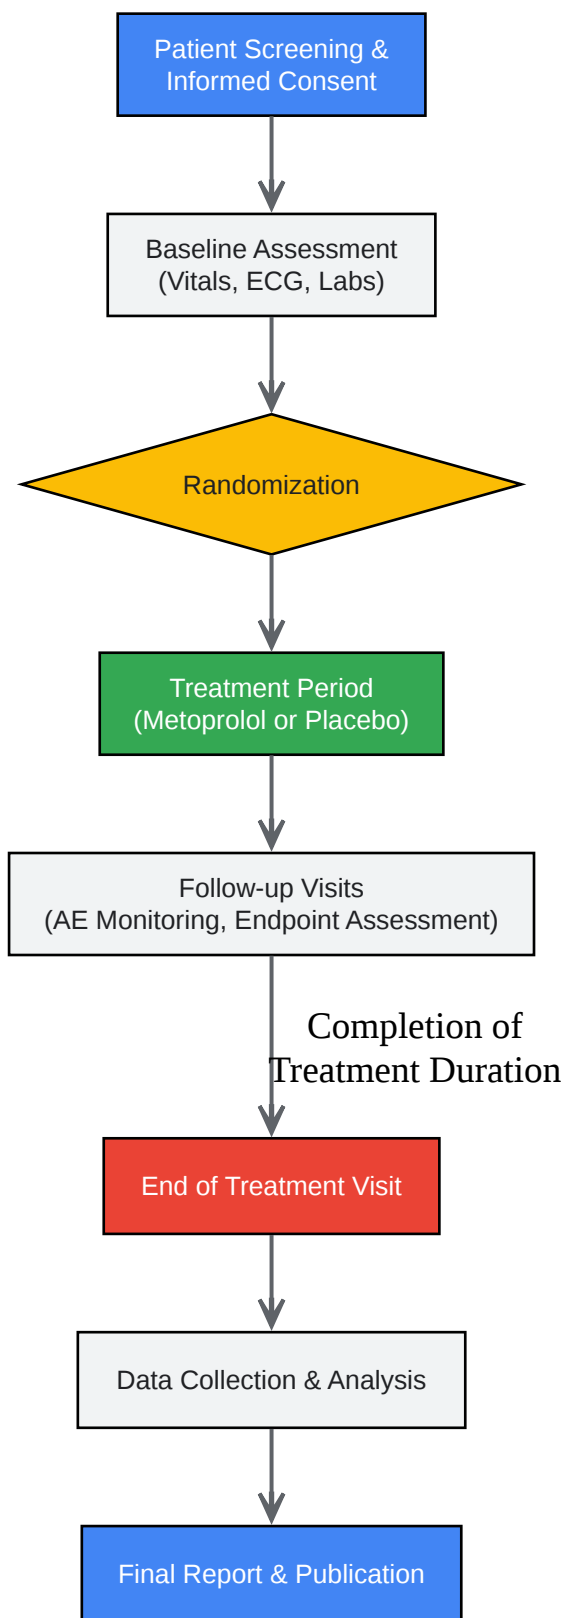 Patient Screening &
Informed Consent
Baseline Assessment
(Vitals, ECG, Labs)
Randomization
Treatment Period
(Metoprolol or Placebo)
Follow-up Visits
(AE Monitoring, Endpoint Assessment)
Completion of
Treatment Duration
End of Treatment Visit
Data Collection & Analysis
Final Report & Publication